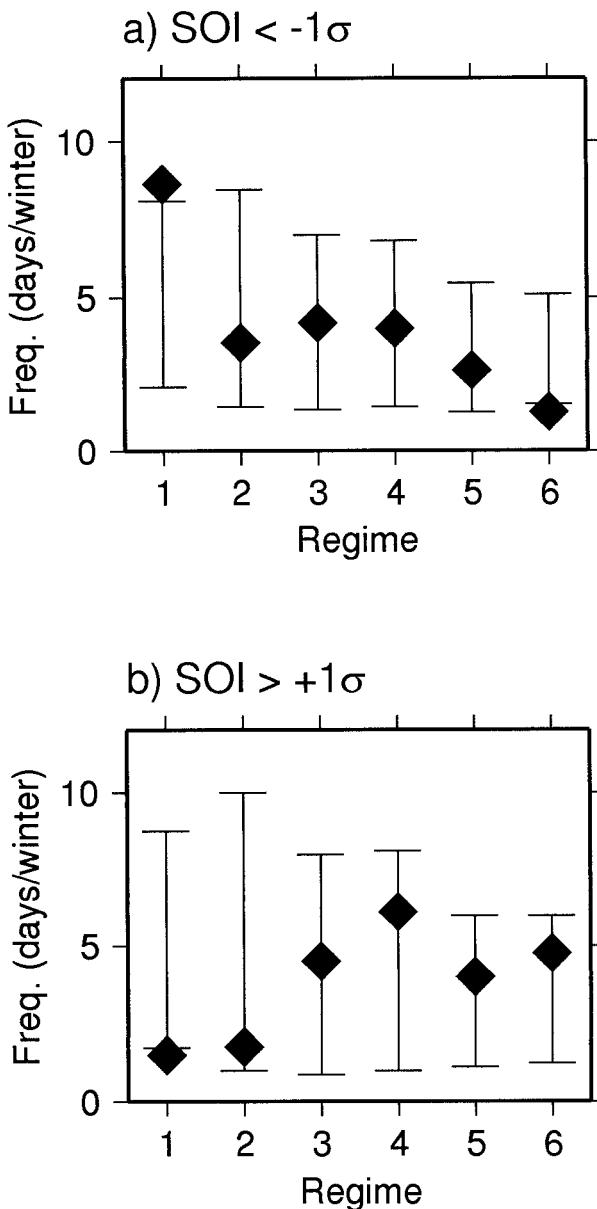 a) SOI < -1σ
Freq. (days/winter)
10
5
0
1 2 3 4 5 6
Regime
b) SOI > +1σ
Freq. (days/winter)
10
5
0
1 2 3 4 5 6
Regime